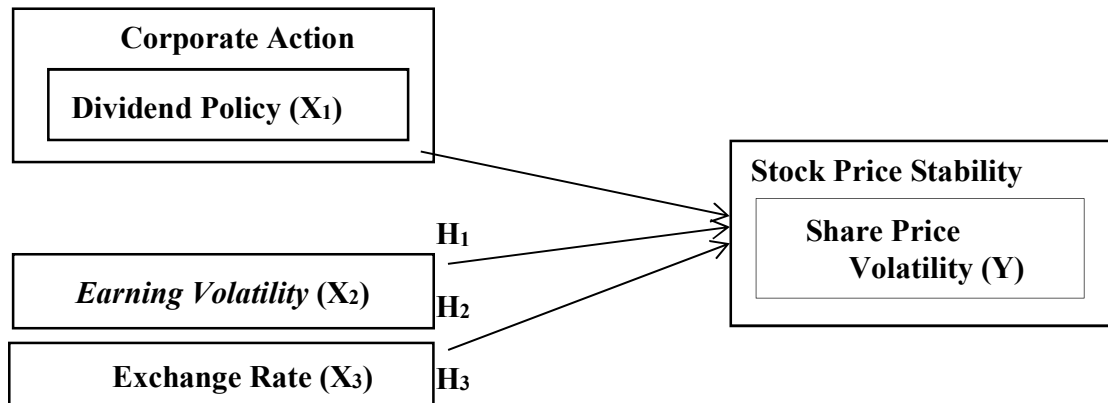 Corporate Action
Dividend Policy (X₁)
Stock Price Stability
Share Price
Volatility (Y)
H₁
Earning Volatility (X₂)
H₂
Exchange Rate (X₃)
H₃